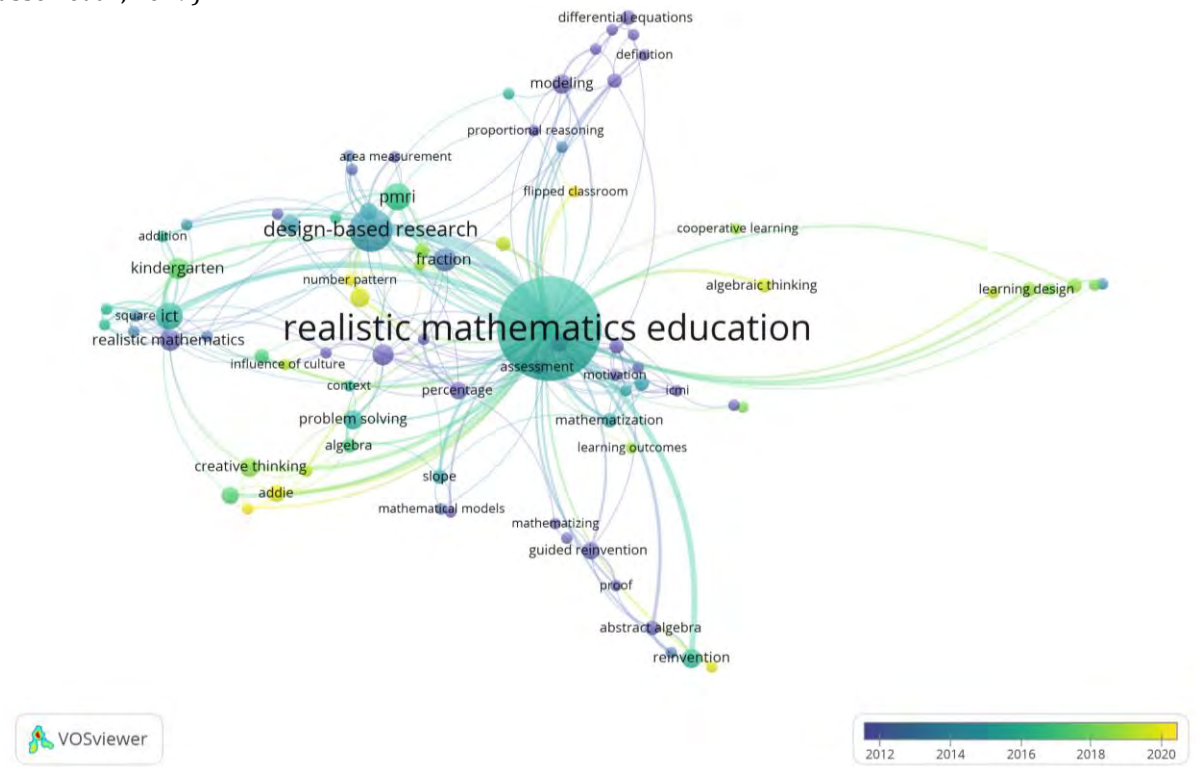 differential equations
definition
modeling
proportional reasoning
area measurement
flipped classroom
pmri
design-based research
cooperative learning
addition
fraction
kindergarten
number pattern
algebraic thinking
learning design
square ict
realistic mathematics education
realistic mathematics
influence of culture
assessment
motivation
context
percentage
icmi
problem solving
mathematization
algebra
learning outcomes
creative thinking
slope
addie
mathematical models
mathematizing
guided reinvention
proof
abstract algebra
reinvention
VOSviewer
2012 2014 2016 2018 2020